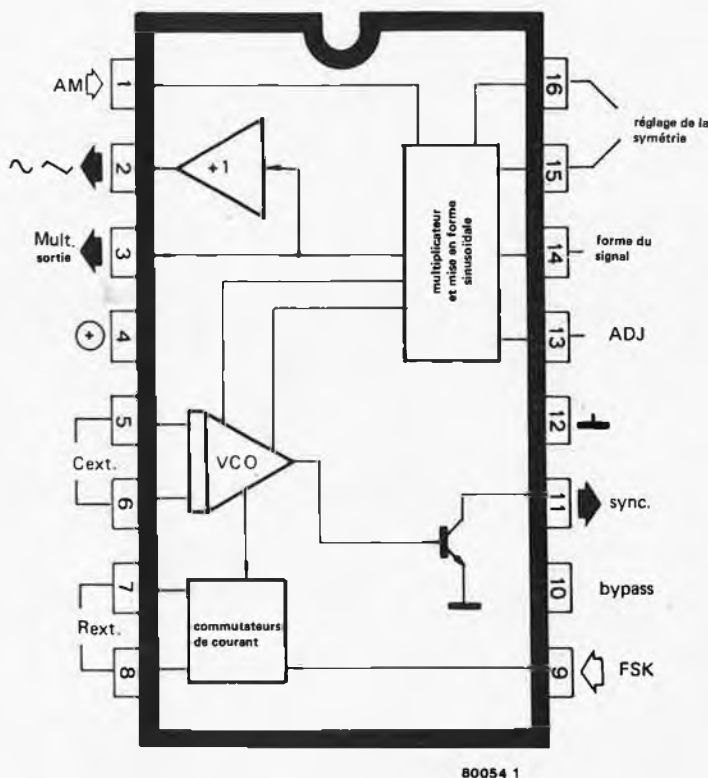 AM
1
16
réglage de la
symétrie
2
+1
15
Mult.
sortie
3
multiplicateur
et mise en forme
sinusoïdale
14
forme du
signal
+
4
13
ADJ
5
12
Cext.
VCO
6
11
sync.
7
10
bypass
Rext.
commutateurs
de courant
8
9
FSK
80054 1